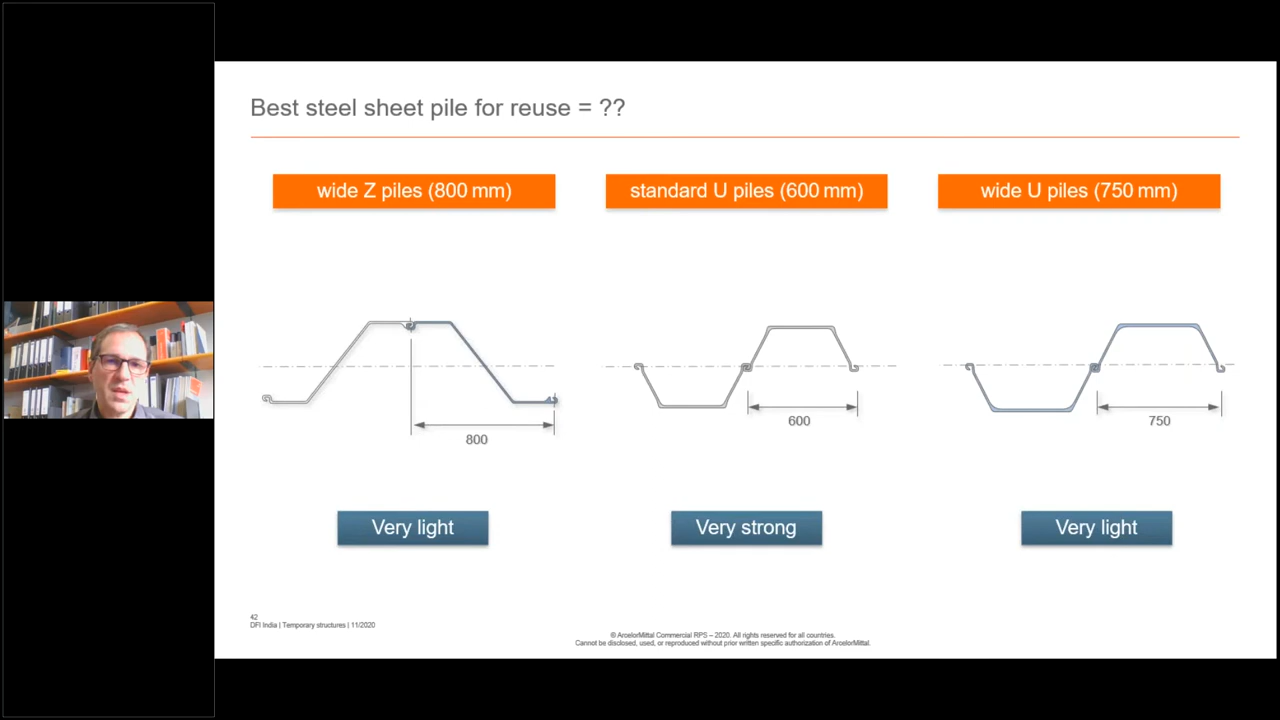 Best steel sheet pile for reuse = ??
wide Z piles (800 mm)
standard U piles (600 mm)
wide U piles (750 mm)
800
600
750
Very light
Very strong
Very light
42
DFI India | Temporary structures | 11/2020
© ArcelorMittal Commercial RPS – 2020. All rights reserved for all countries.
Cannot be disclosed, used, or reproduced without prior written specific authorization of ArcelorMittal.